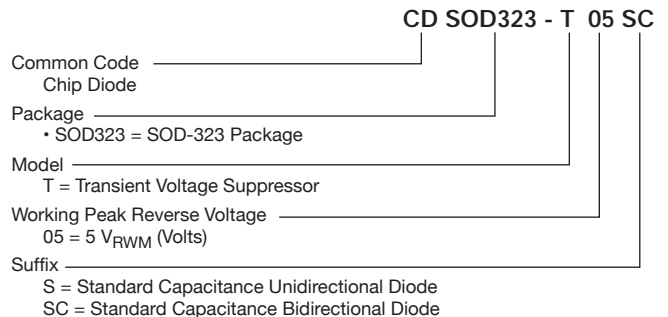 CD SOD323 - T 05 SC
Common Code
Chip Diode
Package
• SOD323 = SOD-323 Package
Model
T = Transient Voltage Suppressor
Working Peak Reverse Voltage
05 = 5 VRWM (Volts)
Suffix
S = Standard Capacitance Unidirectional Diode
SC = Standard Capacitance Bidirectional Diode